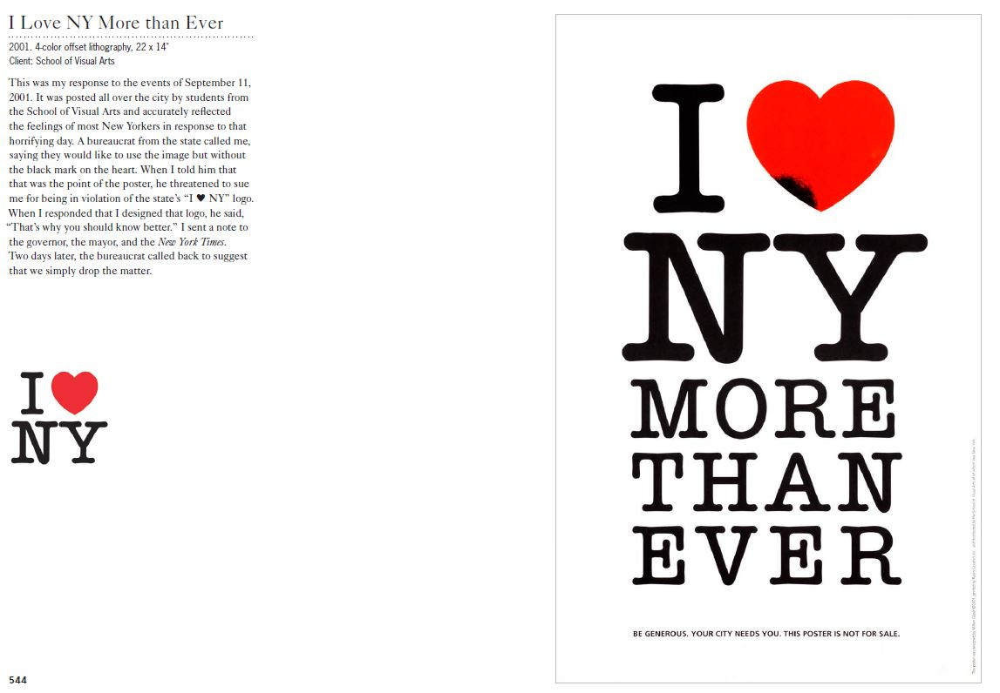 I Love NY More than Ever
2001. 4-color offset lithography, 22 x 14"
Client: School of Visual Arts
This was my response to the events of September 11,
2001. It was posted all over the city by students from
the School of Visual Arts and accurately reflected
the feelings of most New Yorkers in response to that
horrifying day. A bureaucrat from the state called me,
saying they would like to use the image but without
the black mark on the heart. When I told him that
that was the point of the poster, he threatened to sue
me for being in violation of the state's “I ♥ NY” logo.
When I responded that I designed that logo, he said,
“That's why you should know better.” I sent a note to
the governor, the mayor, and the New York Times.
Two days later, the bureaucrat called back to suggest
that we simply drop the matter.
I ♥
NY
544
I ♥
NY
MORE
THAN
EVER
BE GENEROUS. YOUR CITY NEEDS YOU. THIS POSTER IS NOT FOR SALE.